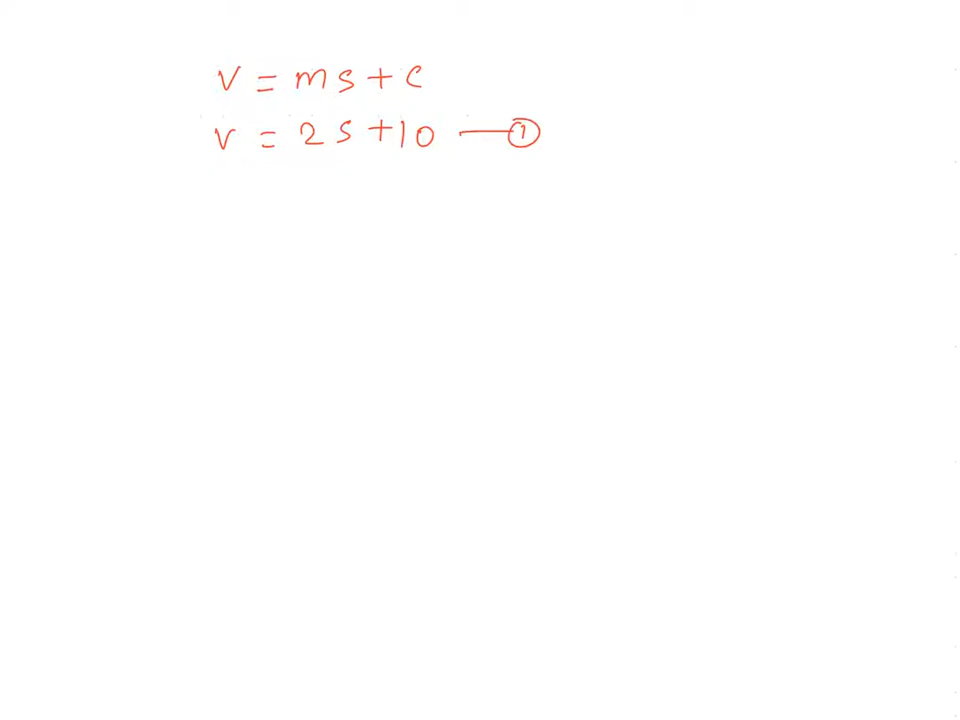 v = ms + c
v = 2s + 10 —— ①